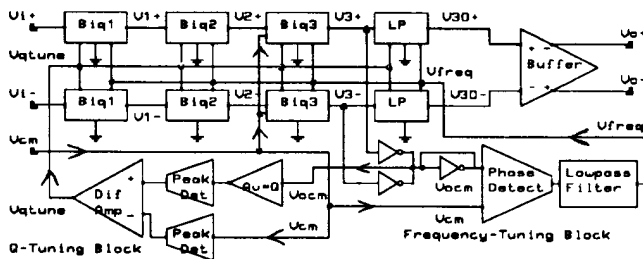 Vi+ Biq1 V1+ Biq2 V2+ Biq3 V3+ LP V30+ Vo+
Vqtune Vfreq Buffer
+ -
- +
Vi- Biq1 V1- Biq2 V2- Biq3 V3- LP V30- Vo-
Vcm Vfreq
Peak Det Av=Q Vocm Vocm Phase Detect Lowpass Filter
Dif Amp + -
Vqtune Peak Det Vcm Vcm
Q-Tuning Block Frequency-Tuning Block